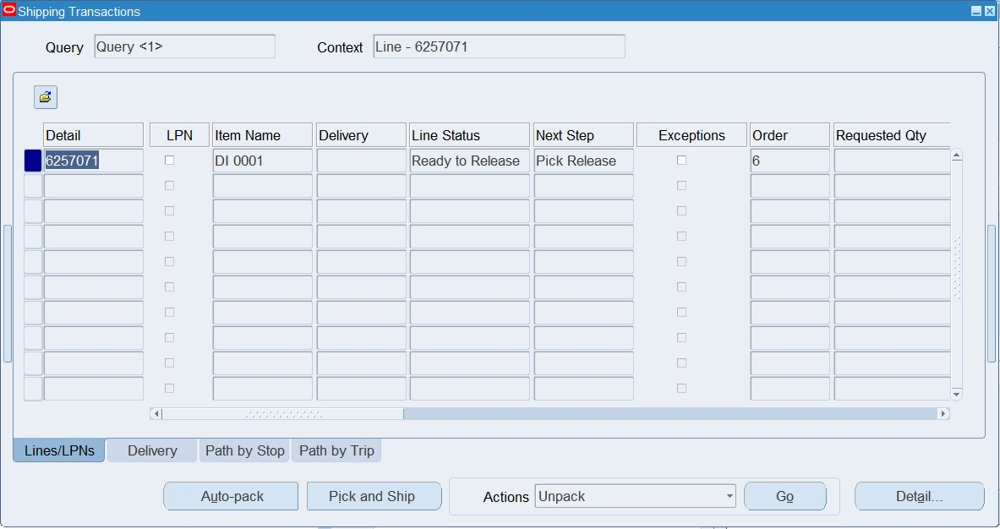 Shipping Transactions
Query Query <1> Context Line - 6257071
Detail LPN Item Name Delivery Line Status Next Step Exceptions Order Requested Qty
6257071 DI 0001 Ready to Release Pick Release 6
Lines/LPNs Delivery Path by Stop Path by Trip
Auto-pack Pick and Ship Actions Unpack Go Detail...